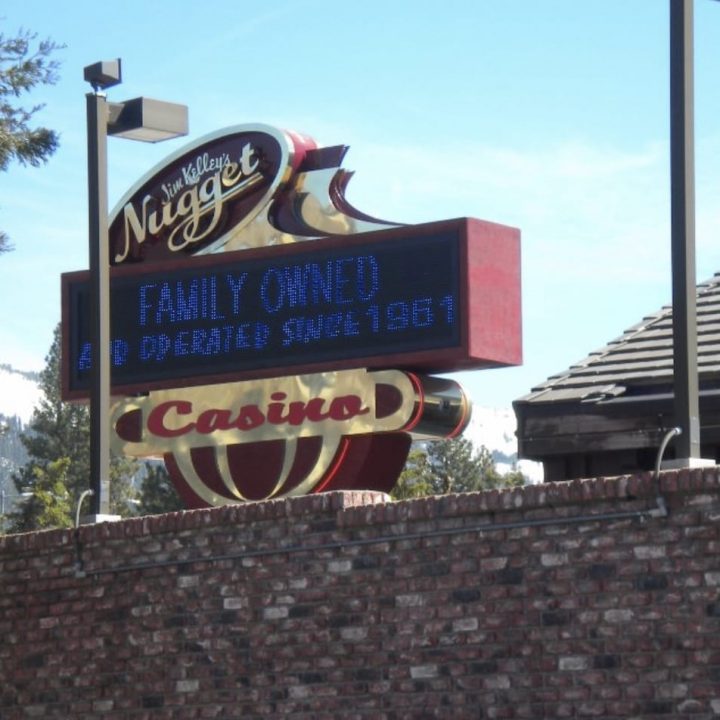 Jim Kelley's
Nugget
FAMILY OWNED
AND OPERATED SINCE 1961
Casino